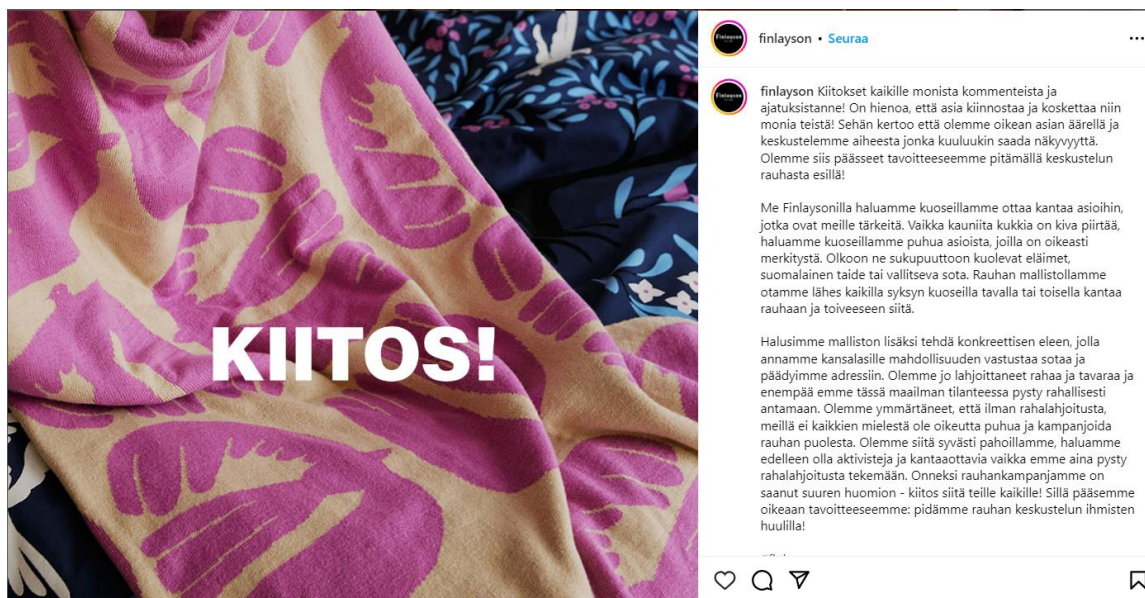 KIITOS!
finlayson • Seuraa
finlayson Kiitokset kaikille monista kommenteista ja
ajatuksistanne! On hienoa, että asia kiinnostaa ja koskettaa niin
monia teistä! Sehän kertoo että olemme oikean asian äärellä ja
keskustelemme aiheesta jonka kuuluukin saada näkyvyyttä.
Olemme siis päässeet tavoitteeseemme pitämällä keskustelun
rauhasta esillä!
Me Finlaysonilla haluamme kuoseillamme ottaa kantaa asioihin,
jotka ovat meille tärkeitä. Vaikka kauniita kukkia on kiva piirtää,
haluamme kuoseillamme puhua asioista, joilla on oikeasti
merkitystä. Olkoon ne sukupuuttoon kuolevat eläimet,
suomalainen taide tai vallitseva sota. Rauhan mallistollamme
otamme lähes kaikilla syksyn kuoseilla tavalla tai toisella kantaa
rauhaan ja toiveeseen siitä.
Halusimme malliston lisäksi tehdä konkreettisen eleen, jolla
annamme kansalasille mahdollisuuden vastustaa sotaa ja
päädyimme adressiin. Olemme jo lahjoittaneet rahaa ja tavaraa ja
enempää emme tässä maailman tilanteessa pysty rahallisesti
antamaan. Olemme ymmärtäneet, että ilman rahalahjoitusta,
meillä ei kaikkien mielestä ole oikeutta puhua ja kampanjoida
rauhan puolesta. Olemme siitä syvästi pahoillamme, haluamme
edelleen olla aktivisteja ja kantaaottavia vaikka emme aina pysty
rahalahjoitusta tekemään. Onneksi rauhankampanjamme on
saanut suuren huomion - kiitos siitä teille kaikille! Sillä pääsemme
oikeaan tavoitteeseemme: pidämme rauhan keskustelun ihmisten
huulilla!